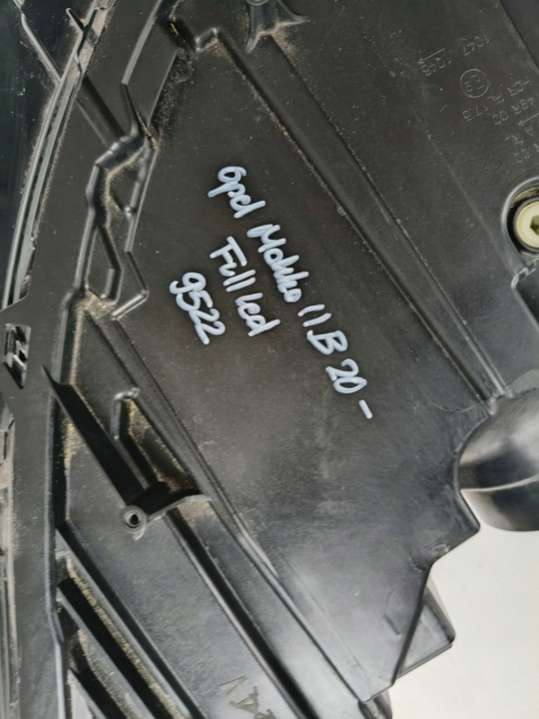 Opel Mokka II B 20 -
Full led
9522